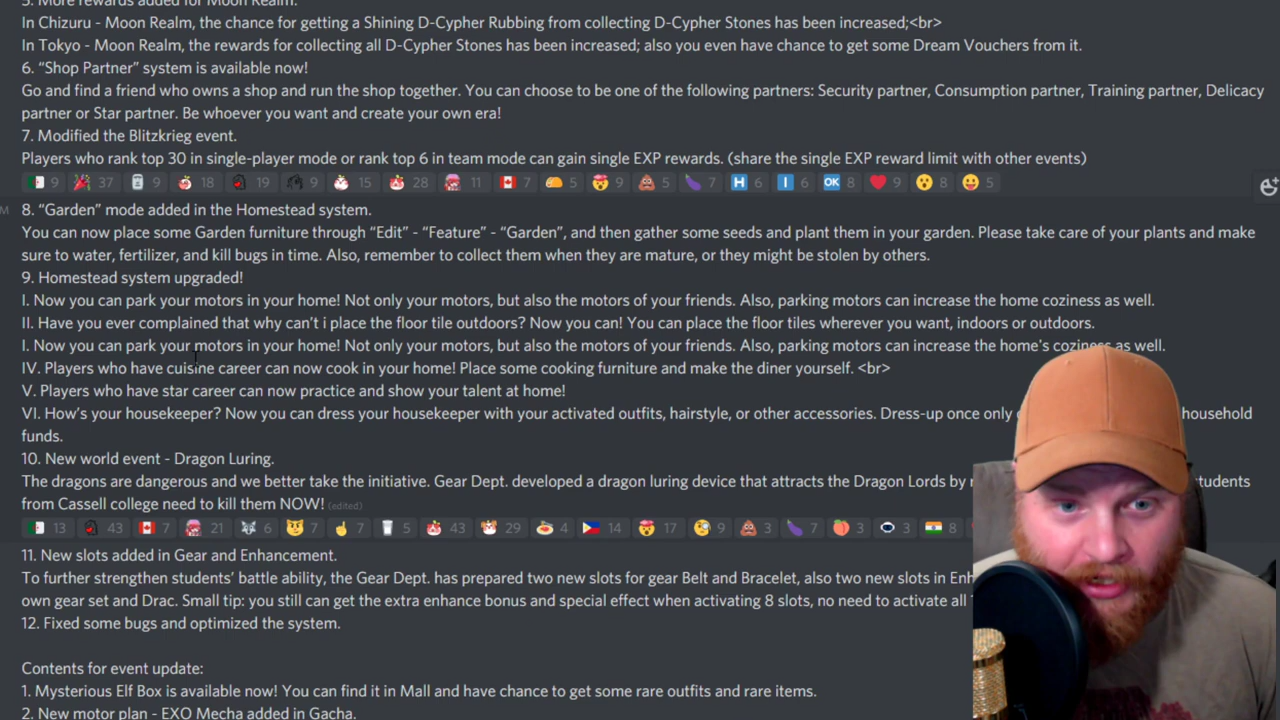 5. More rewards added for Moon Realm.
In Chizuru - Moon Realm, the chance for getting a Shining D-Cypher Rubbing from collecting D-Cypher Stones has been increased;<br>
In Tokyo - Moon Realm, the rewards for collecting all D-Cypher Stones has been increased; also you even have chance to get some Dream Vouchers from it.
6. “Shop Partner” system is available now!
Go and find a friend who owns a shop and run the shop together. You can choose to be one of the following partners: Security partner, Consumption partner, Training partner, Delicacy
partner or Star partner. Be whoever you want and create your own era!
7. Modified the Blitzkrieg event.
Players who rank top 30 in single-player mode or rank top 6 in team mode can gain single EXP rewards. (share the single EXP reward limit with other events)
9 37 9 18 19 9 15 28 11 7 5 9 5 7 H 6 I 6 OK 8 9 8 5
M
8. “Garden” mode added in the Homestead system.
You can now place some Garden furniture through “Edit” - “Feature” - “Garden”, and then gather some seeds and plant them in your garden. Please take care of your plants and make
sure to water, fertilizer, and kill bugs in time. Also, remember to collect them when they are mature, or they might be stolen by others.
9. Homestead system upgraded!
I. Now you can park your motors in your home! Not only your motors, but also the motors of your friends. Also, parking motors can increase the home coziness as well.
II. Have you ever complained that why can’t i place the floor tile outdoors? Now you can! You can place the floor tiles wherever you want, indoors or outdoors.
I. Now you can park your motors in your home! Not only your motors, but also the motors of your friends. Also, parking motors can increase the home's coziness as well.
IV. Players who have cuisine career can now cook in your home! Place some cooking furniture and make the diner yourself. <br>
V. Players who have star career can now practice and show your talent at home!
VI. How’s your housekeeper? Now you can dress your housekeeper with your activated outfits, hairstyle, or other accessories. Dress-up once only household
funds.
10. New world event - Dragon Luring.
The dragons are dangerous and we better take the initiative. Gear Dept. developed a dragon luring device that attracts the Dragon Lords by
from Cassell college need to kill them NOW! (edited)
13 43 7 21 6 7 7 5 43 29 4 14 17 9 3 7 3 3 8
11. New slots added in Gear and Enhancement.
To further strengthen students’ battle ability, the Gear Dept. has prepared two new slots for gear Belt and Bracelet, also two new slots in
own gear set and Drac. Small tip: you still can get the extra enhance bonus and special effect when activating 8 slots, no need to activate all
12. Fixed some bugs and optimized the system.
Contents for event update:
1. Mysterious Elf Box is available now! You can find it in Mall and have chance to get some rare outfits and rare items.
2. New motor plan - EXO Mecha added in Gacha.